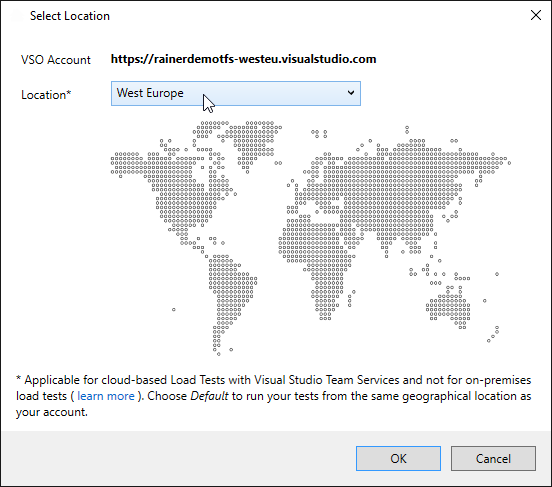 Select Location
VSO Account https://rainerdemotfs-westeu.visualstudio.com
Location* West Europe
* Applicable for cloud-based Load Tests with Visual Studio Team Services and not for on-premises
load tests ( learn more ). Choose Default to run your tests from the same geographical location as
your account.
OK Cancel